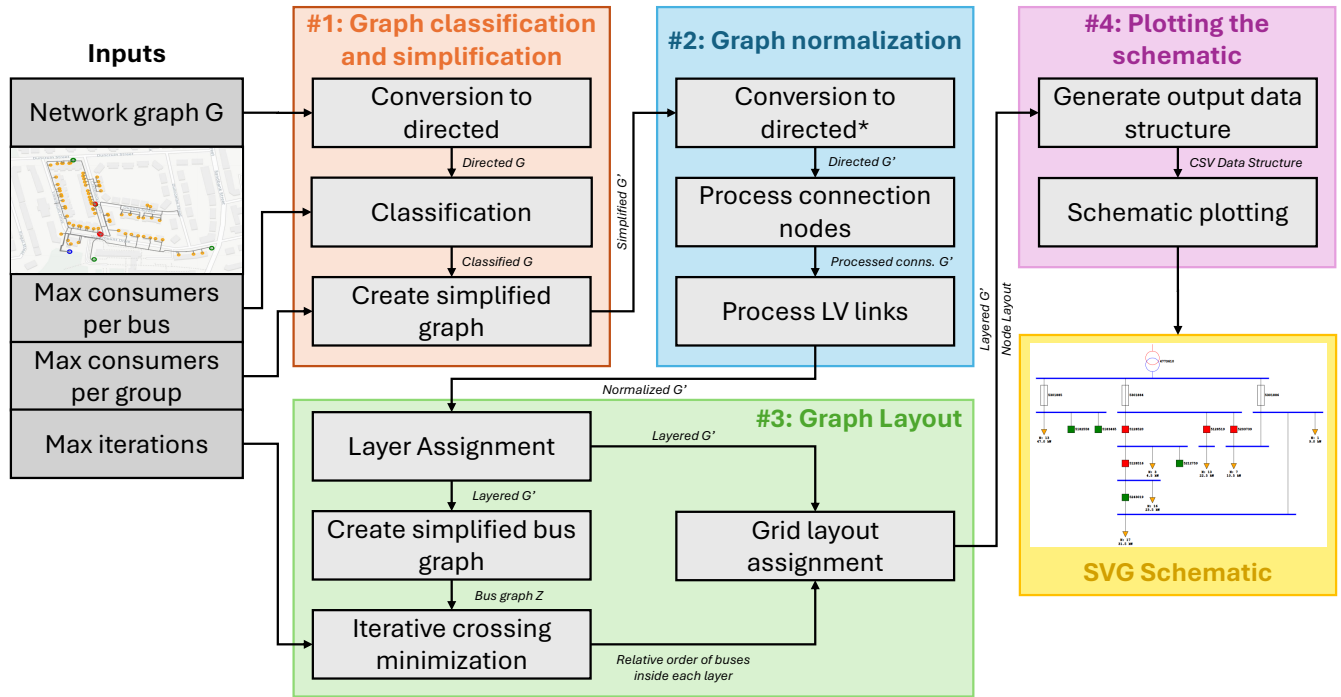 Inputs
Network graph G
Max consumers
per bus
Max consumers
per group
Max iterations
#1: Graph classification
and simplification
Conversion to
directed
Directed G
Classification
Classified G
Create simplified
graph
Simplified G’
#2: Graph normalization
Conversion to
directed*
Directed G’
Process connection
nodes
Processed conns. G’
Process LV links
Normalized G’
#3: Graph Layout
Layer Assignment
Layered G’
Layered G’
Create simplified bus
graph
Bus graph Z
Iterative crossing
minimization
Relative order of buses
inside each layer
Grid layout
assignment
Layered G’
Node Layout
#4: Plotting the
schematic
Generate output data
structure
CSV Data Structure
Schematic plotting
SVG Schematic